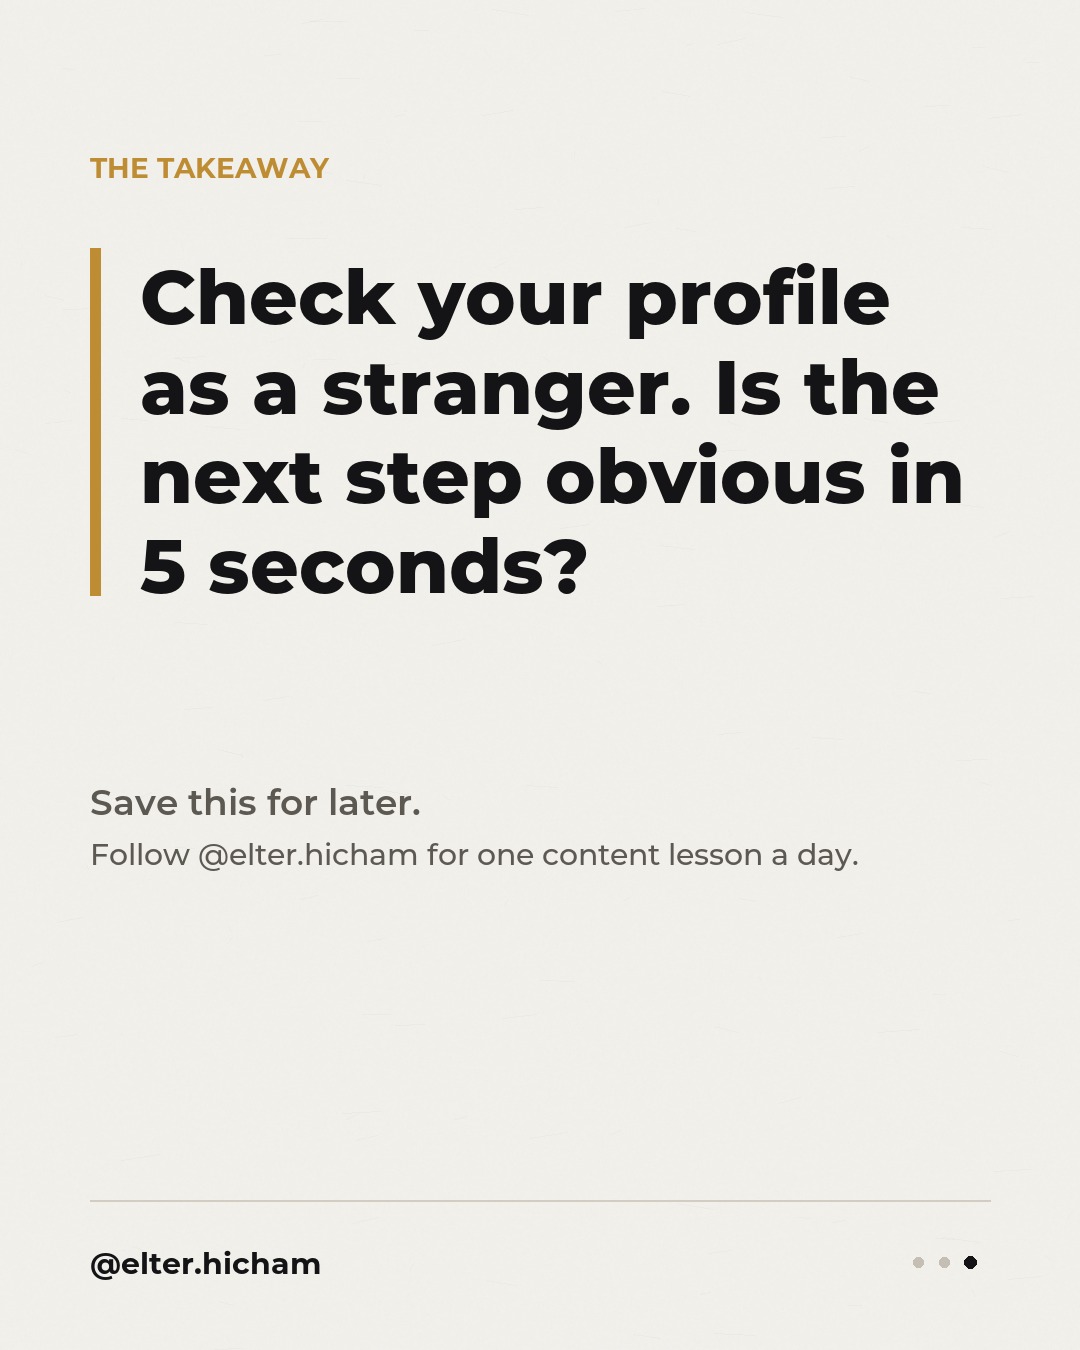 THE TAKEAWAY
Check your profile
as a stranger. Is the
next step obvious in
5 seconds?
Save this for later.
Follow @elter.hicham for one content lesson a day.
@elter.hicham